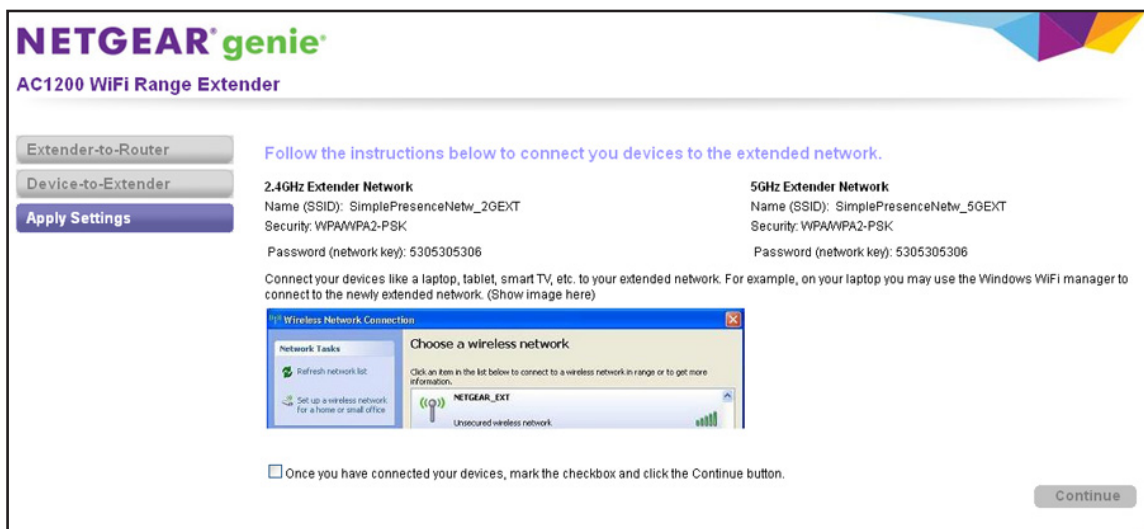 NETGEAR® genie®
AC1200 WiFi Range Extender
Extender-to-Router
Device-to-Extender
Apply Settings
Follow the instructions below to connect you devices to the extended network.
2.4GHz Extender Network
Name (SSID): SimplePresenceNetw_2GEXT
Security: WPA/WPA2-PSK
Password (network key): 5305305306
5GHz Extender Network
Name (SSID): SimplePresenceNetw_5GEXT
Security: WPA/WPA2-PSK
Password (network key): 5305305306
Connect your devices like a laptop, tablet, smart TV, etc. to your extended network. For example, on your laptop you may use the Windows WiFi manager to
connect to the newly extended network. (Show image here)
Wireless Network Connection
Network Tasks
Refresh network list
Set up a wireless network
for a home or small office
Choose a wireless network
Click an item in the list below to connect to a wireless network in range or to get more
information.
NETGEAR_EXT
Unsecured wireless network
Once you have connected your devices, mark the checkbox and click the Continue button.
Continue